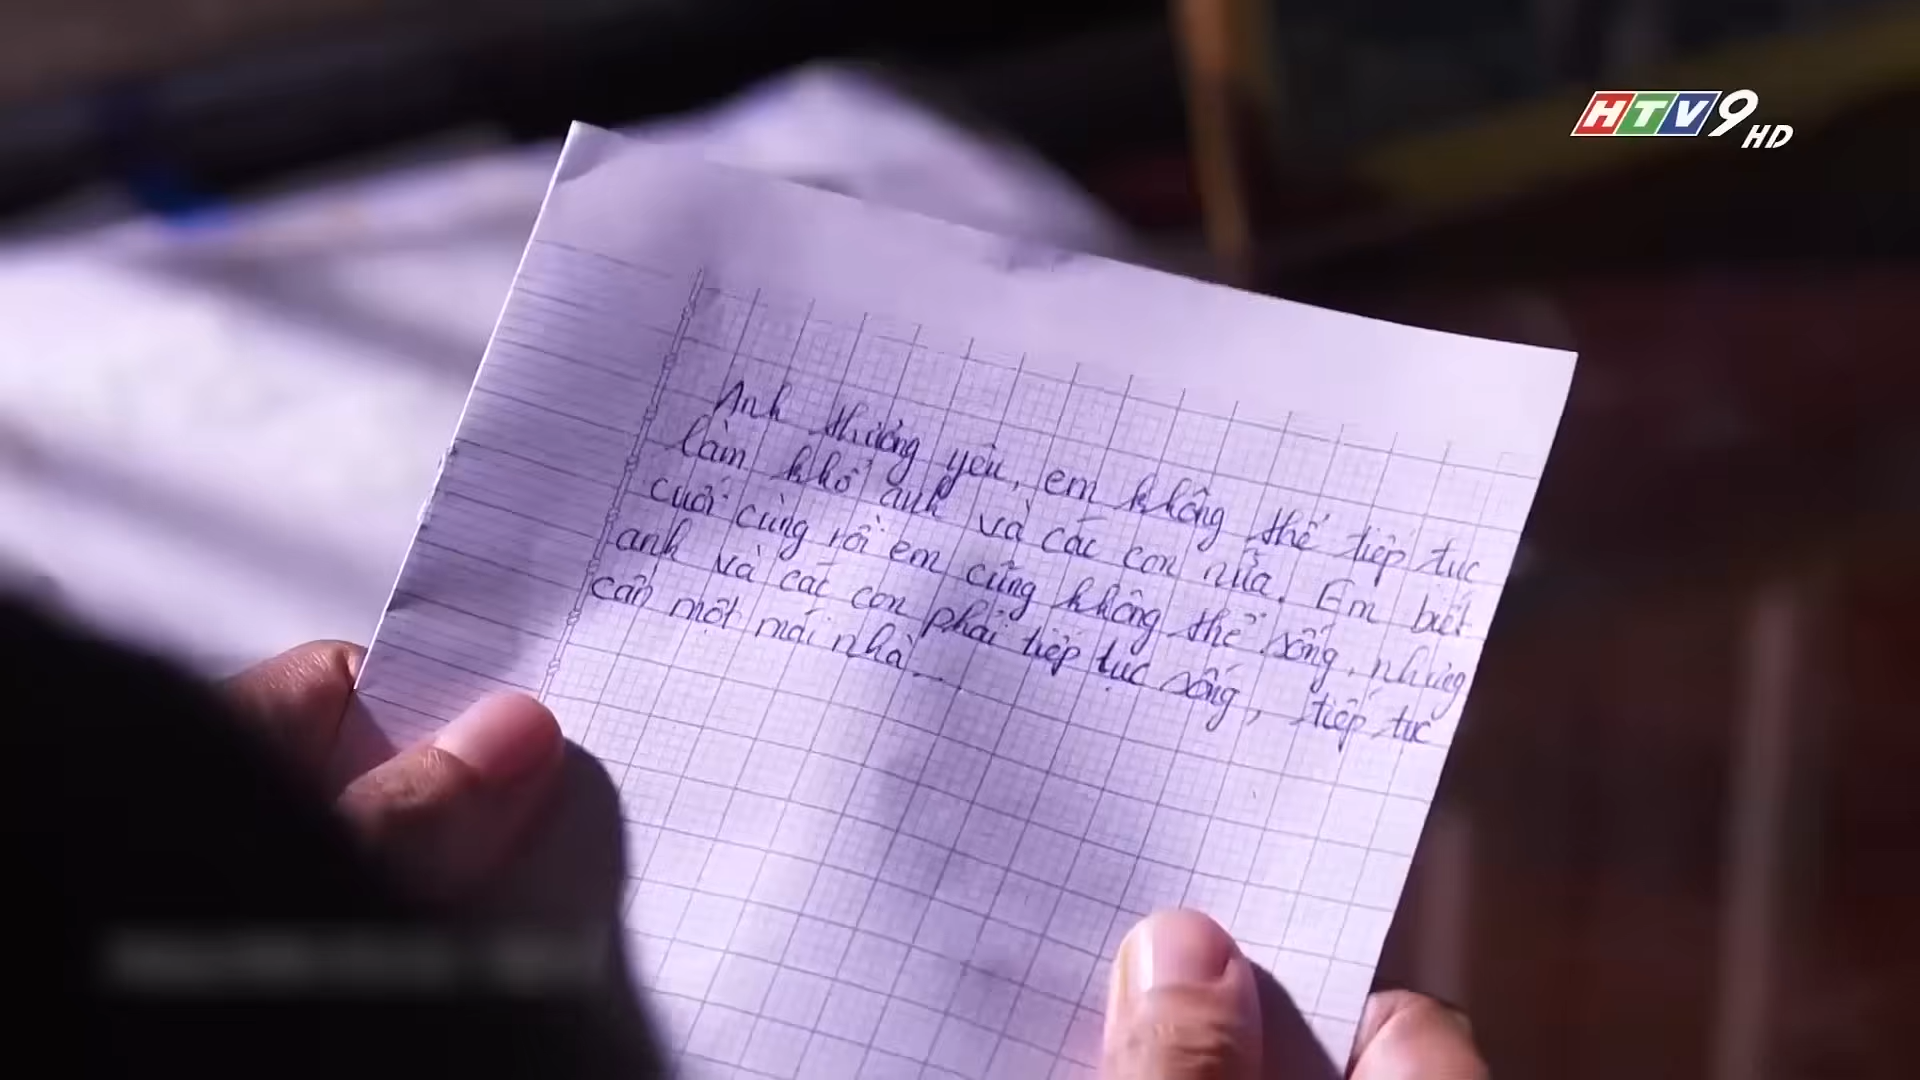 HTV9 HD
Anh thương yêu, em không thể tiếp tục
làm khổ anh và các con nữa. Em biết
cuối cùng rồi em cũng không thể sống, nhưng
anh và các con phải tiếp tục sống, tiếp tục
cần một mái nhà...